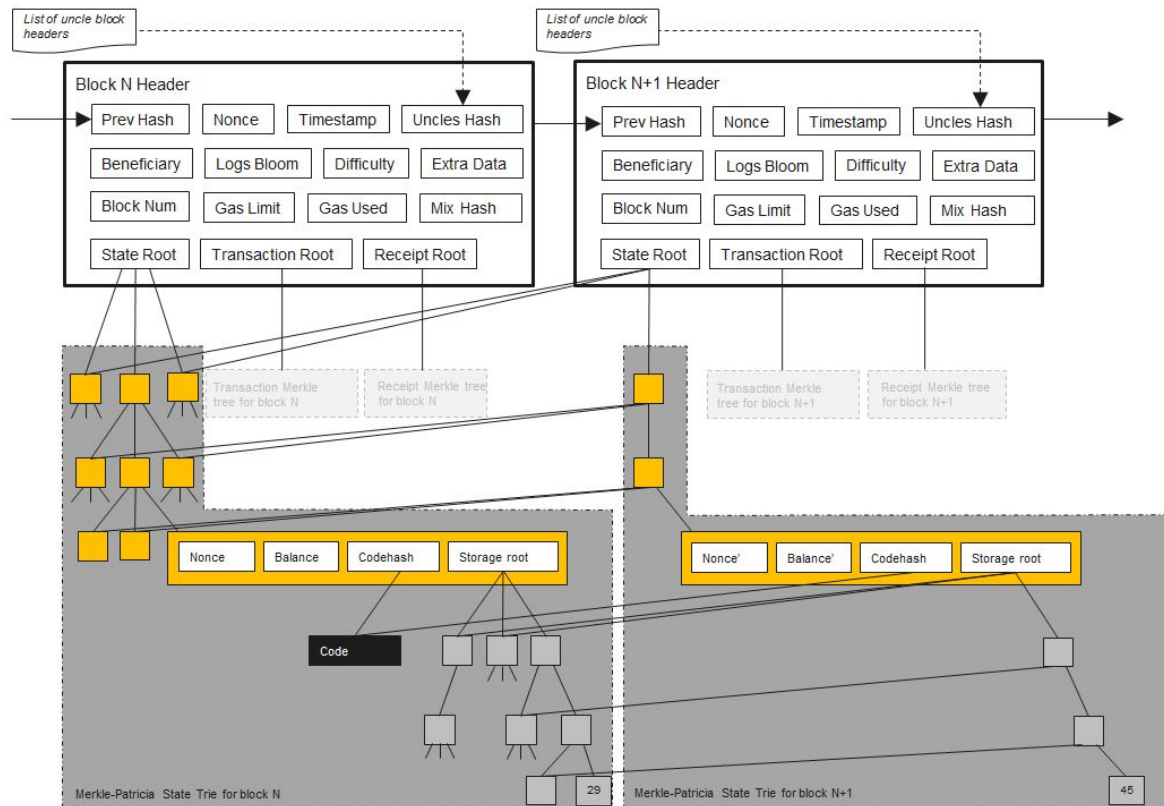 List of uncle block
headers
List of uncle block
headers
Block N Header
Prev Hash
Nonce
Timestamp
Uncles Hash
Beneficiary
Logs Bloom
Difficulty
Extra Data
Block Num
Gas Limit
Gas Used
Mix Hash
State Root
Transaction Root
Receipt Root
Block N+1 Header
Prev Hash
Nonce
Timestamp
Uncles Hash
Beneficiary
Logs Bloom
Difficulty
Extra Data
Block Num
Gas Limit
Gas Used
Mix Hash
State Root
Transaction Root
Receipt Root
Transaction Merkle
tree for block N
Receipt Merkle tree
for block N
Transaction Merkle
tree for block N+1
Receipt Merkle tree
for block N+1
Nonce
Balance
Codehash
Storage root
Nonce'
Balance'
Codehash
Storage root
Code
29
Merkle-Patricia State Trie for block N
45
Merkle-Patricia State Trie for block N+1